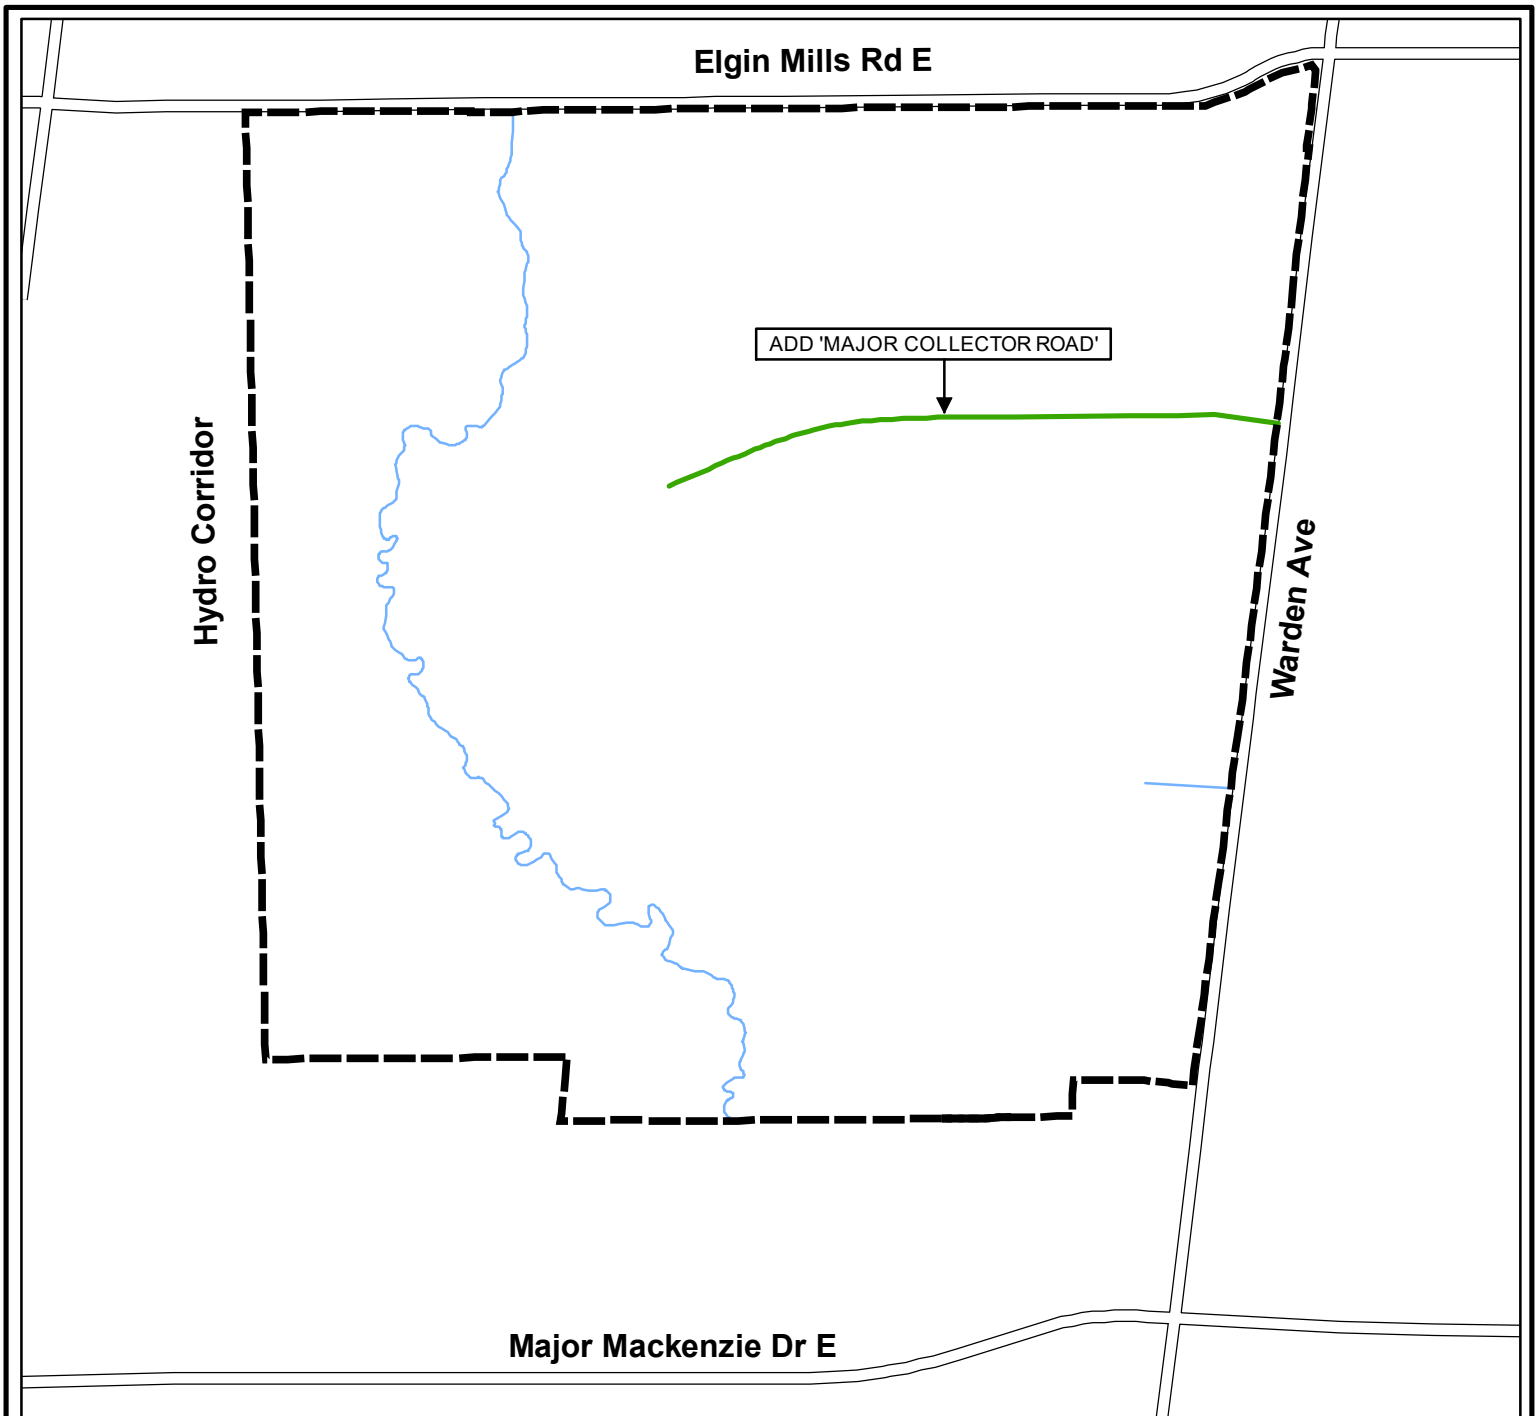 Elgin Mills Rd E
ADD 'MAJOR COLLECTOR ROAD'
Hydro Corridor
Warden Ave
Major Mackenzie Dr E